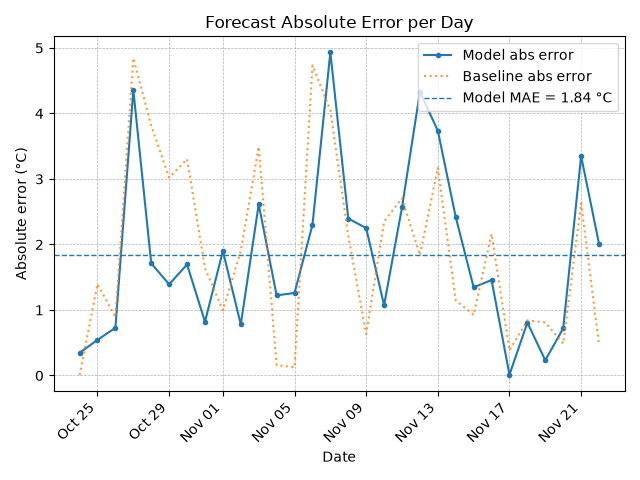 Forecast Absolute Error per Day
Model abs error
Baseline abs error
Model MAE = 1.84 °C
Absolute error (°C)
5
4
3
2
1
0
Oct 25
Oct 29
Nov 01
Nov 05
Nov 09
Nov 13
Nov 17
Nov 21
Date